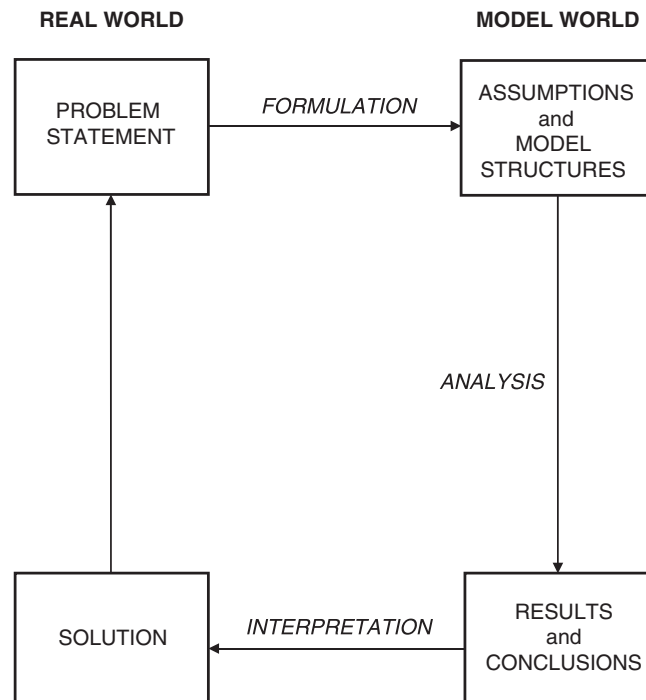 REAL WORLD
MODEL WORLD
PROBLEM
STATEMENT
FORMULATION
ASSUMPTIONS
and
MODEL
STRUCTURES
ANALYSIS
SOLUTION
INTERPRETATION
RESULTS
and
CONCLUSIONS